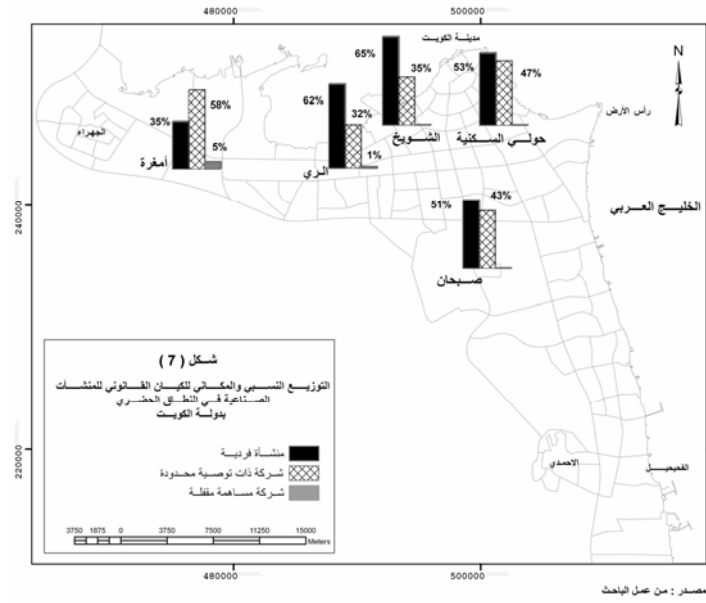 480000
500000
مدينة الكويت
N
65%
35%
53%
47%
62%
32%
1%
58%
35%
5%
رأس الأرض
الجهراء
أمغرة
الري
الشويخ
حولي السكنية
240000
الخليج العربي
51%
43%
صبحان
شكل ( 7 )
التوزيع النسبي والمكاني للكيان القانوني للمنشآت
الصناعية في النطاق الحضري
بدولة الكويت
منشأة فردية
شركة ذات توصية محدودة
شركة مساهمة مقفلة
3750 1875 0 3750 7500 11250 15000
Meters
220000
الاحمدي
الفحيحيل
480000
500000
مصدر : من عمل الباحث